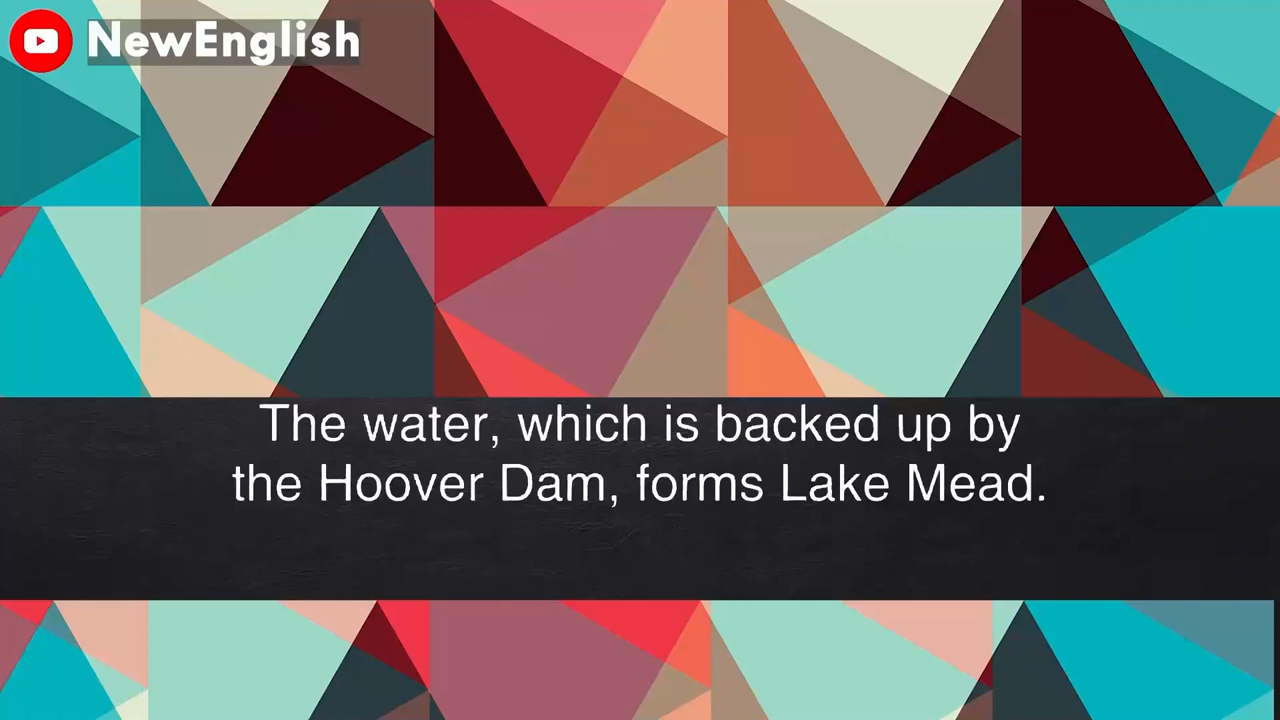 NewEnglish
The water, which is backed up by
the Hoover Dam, forms Lake Mead.